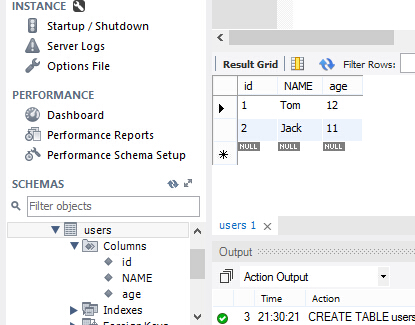 INSTANCE
Startup / Shutdown
Server Logs
Options File
PERFORMANCE
Dashboard
Performance Reports
Performance Schema Setup
SCHEMAS
Filter objects
users
Columns
id
NAME
age
Indexes
Result Grid Filter Rows:
id NAME age
1 Tom 12
2 Jack 11
NULL NULL NULL
users 1
Output
Action Output
Time Action
3 21:30:21 CREATE TABLE users